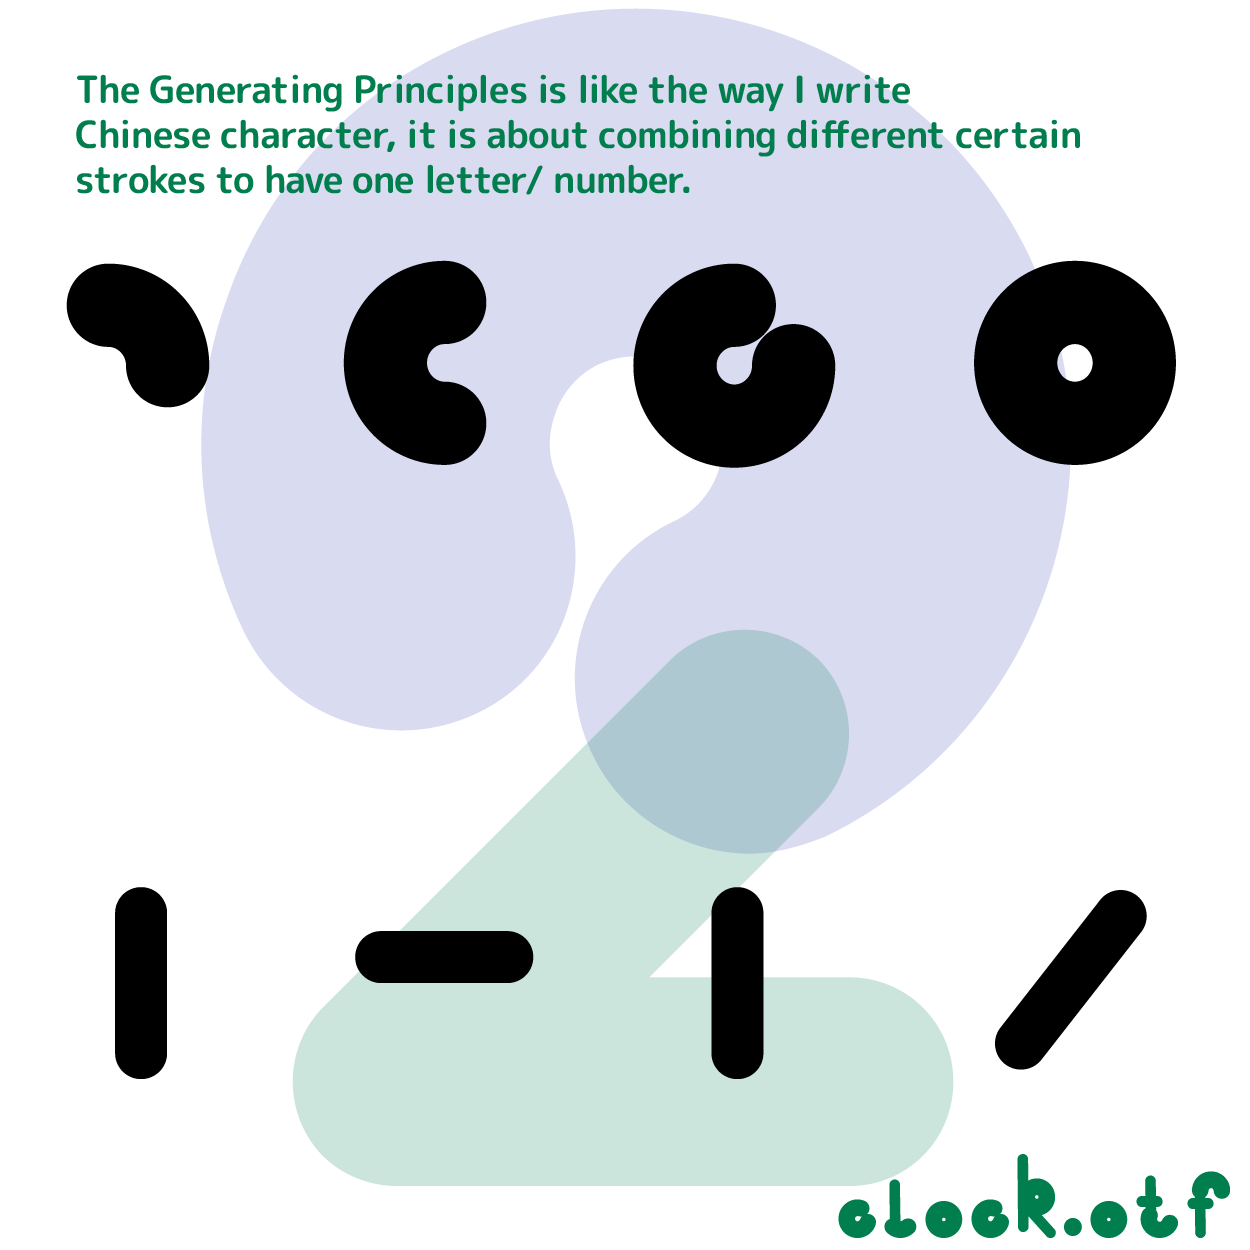 The Generating Principles is like the way I write
Chinese character, it is about combining different certain
strokes to have one letter/ number.
2
clock.otf